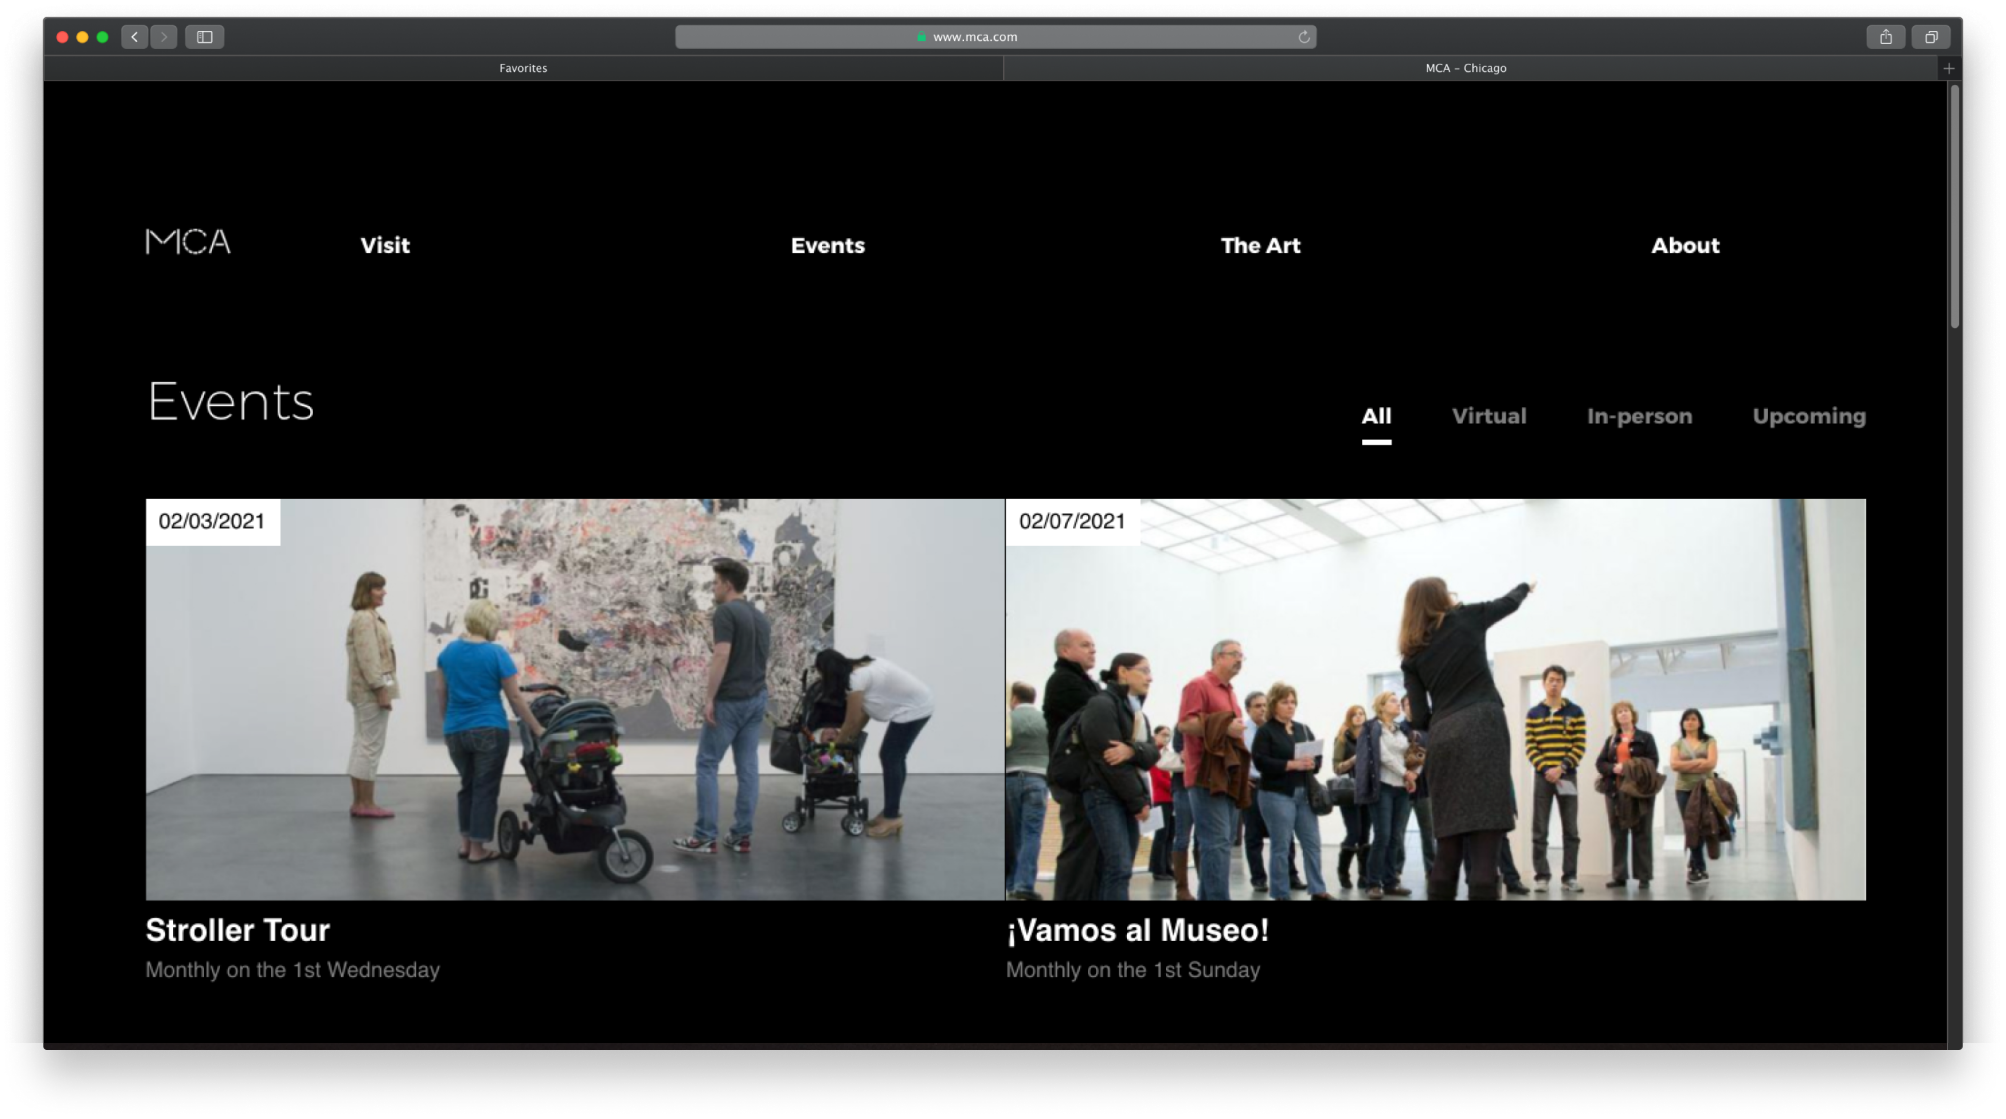 www.mca.com
Favorites
MCA – Chicago
MCA
Visit
Events
The Art
About
Events
All
Virtual
In-person
Upcoming
02/03/2021
02/07/2021
Stroller Tour
Monthly on the 1st Wednesday
¡Vamos al Museo!
Monthly on the 1st Sunday